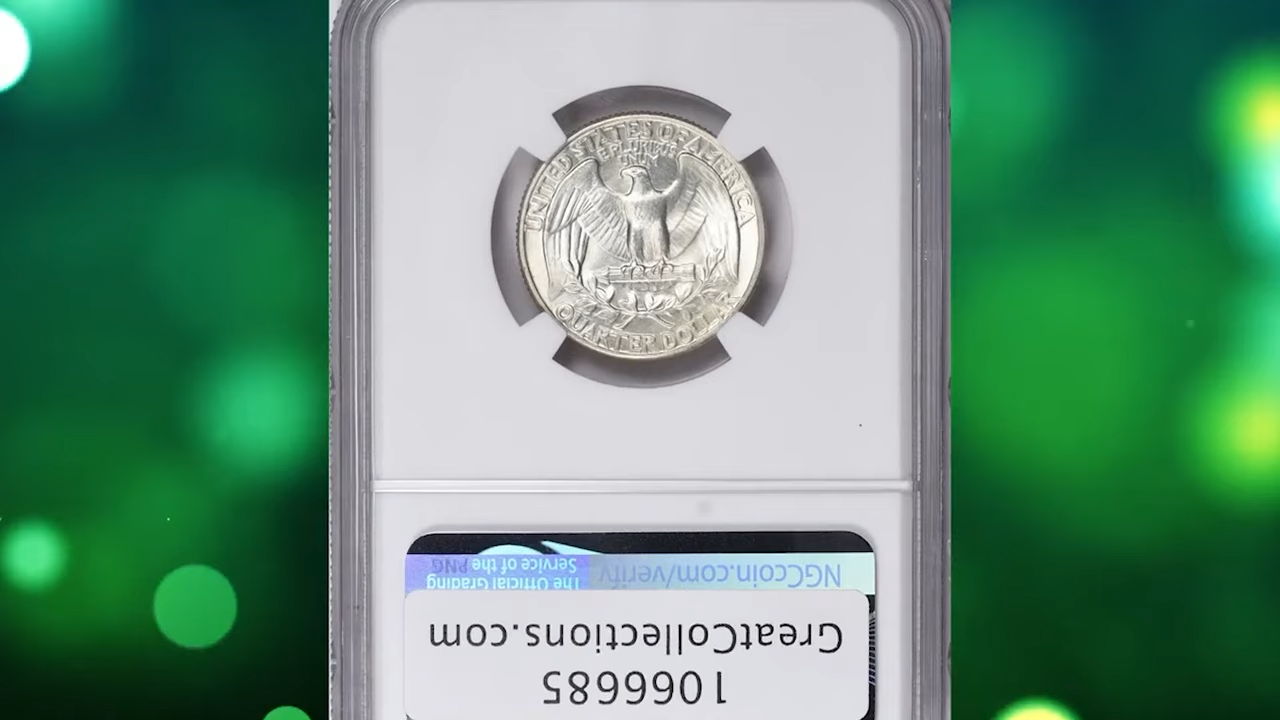 UNITED STATES OF AMERICA
E PLURIBUS
UNUM
QUARTER DOLLAR
1066685
GreatCollections.com
NGCcoin.com/verify
The Official Grading
Service of the PNG